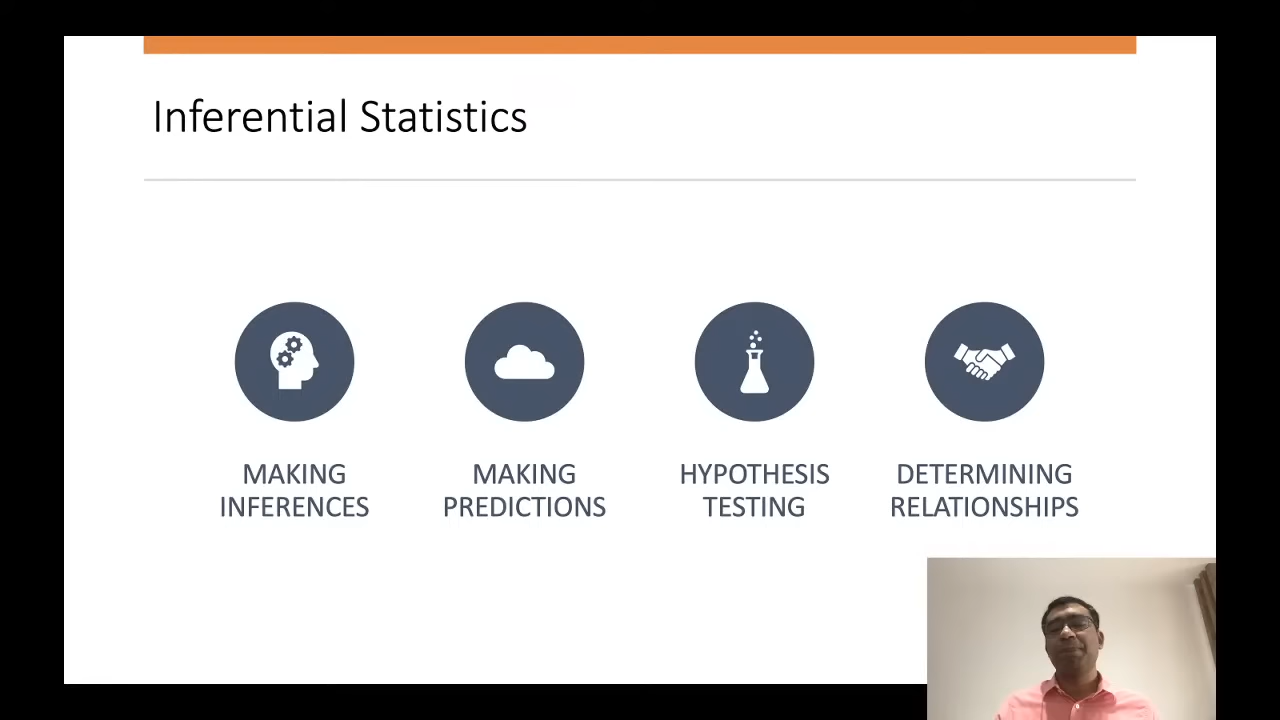 Inferential Statistics
MAKING
INFERENCES
MAKING
PREDICTIONS
HYPOTHESIS
TESTING
DETERMINING
RELATIONSHIPS